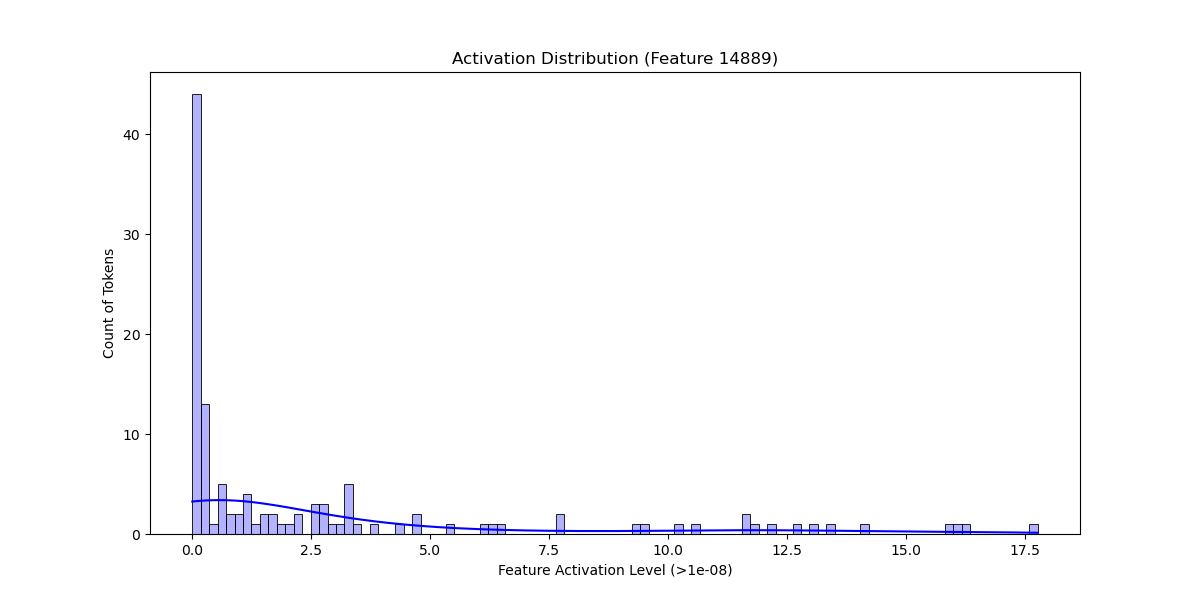 Activation Distribution (Feature 14889)
Count of Tokens
40
30
20
10
0
0.0 2.5 5.0 7.5 10.0 12.5 15.0 17.5
Feature Activation Level (>1e-08)